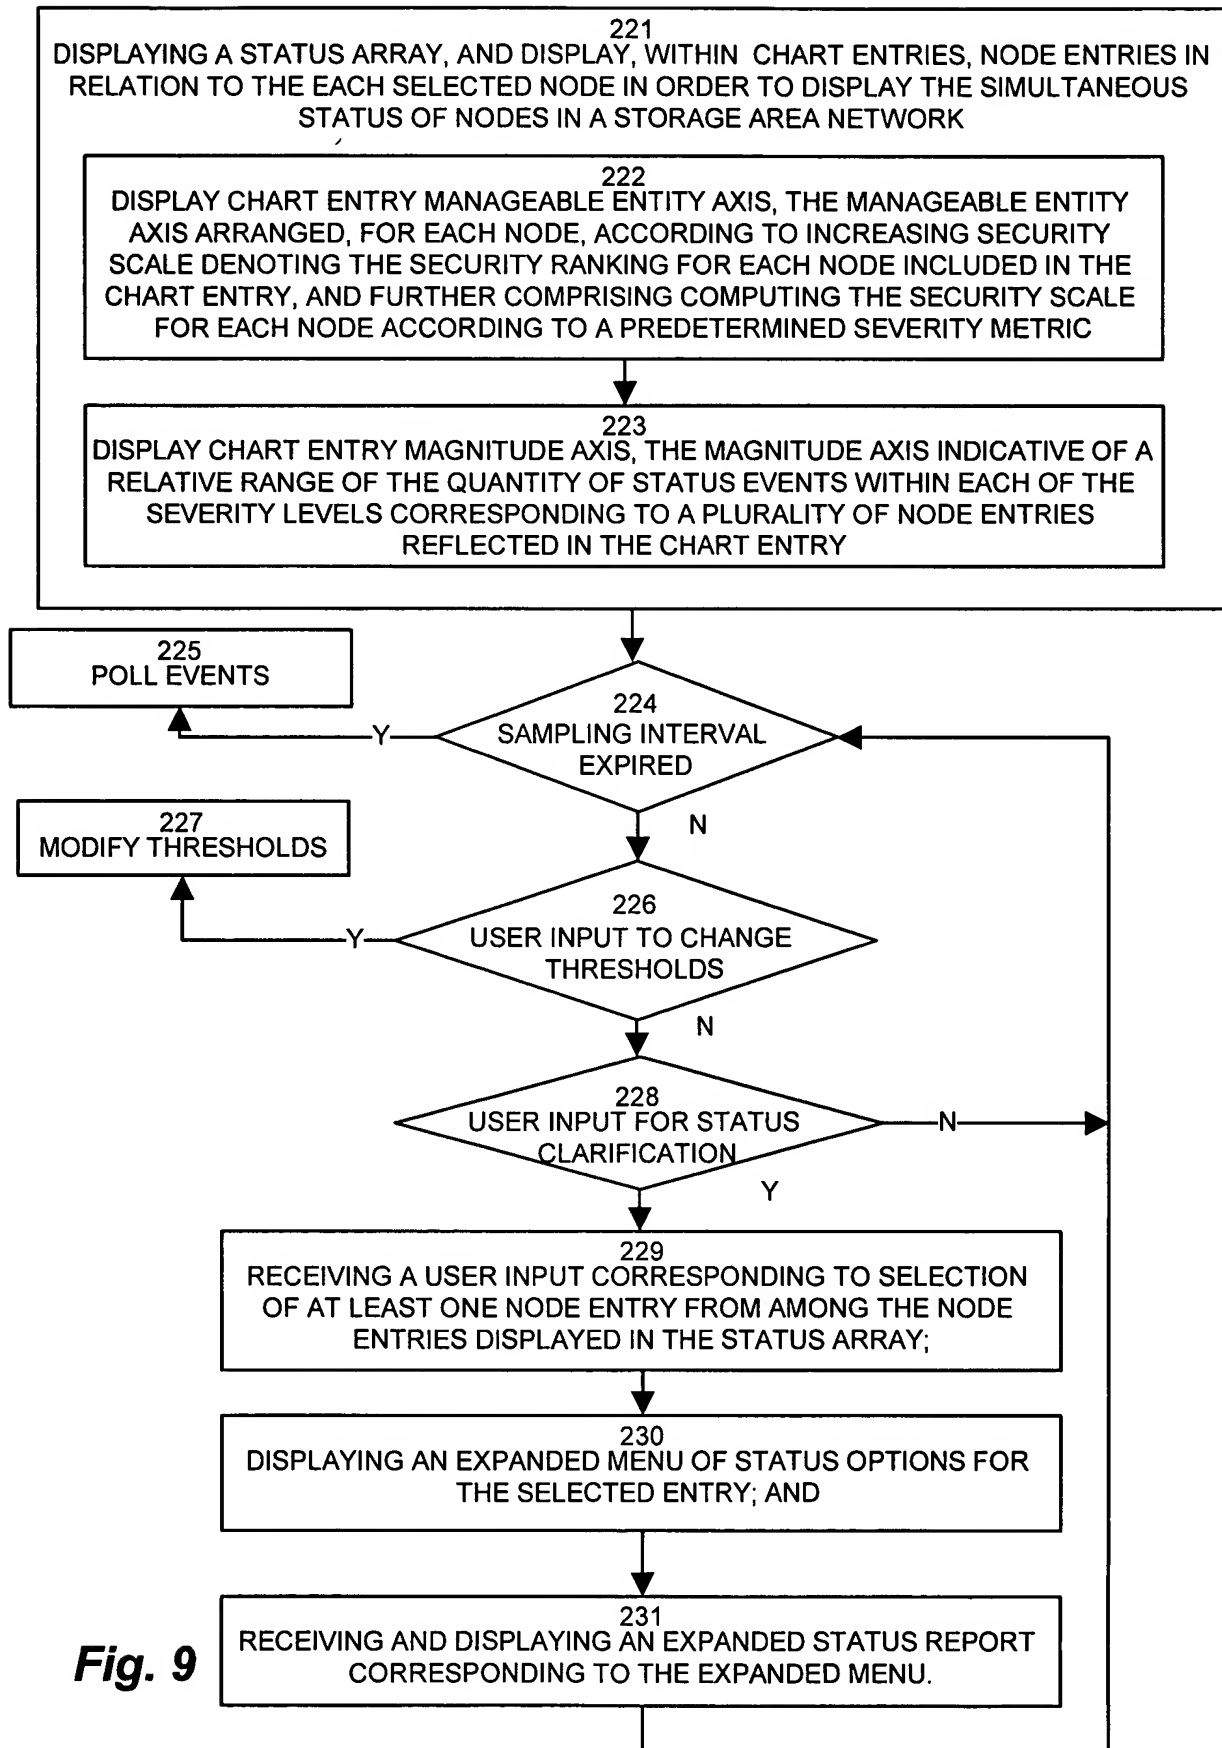 221
DISPLAYING A STATUS ARRAY, AND DISPLAY, WITHIN CHART ENTRIES, NODE ENTRIES IN
RELATION TO THE EACH SELECTED NODE IN ORDER TO DISPLAY THE SIMULTANEOUS
STATUS OF NODES IN A STORAGE AREA NETWORK
222
DISPLAY CHART ENTRY MANAGEABLE ENTITY AXIS, THE MANAGEABLE ENTITY
AXIS ARRANGED, FOR EACH NODE, ACCORDING TO INCREASING SECURITY
SCALE DENOTING THE SECURITY RANKING FOR EACH NODE INCLUDED IN THE
CHART ENTRY, AND FURTHER COMPRISING COMPUTING THE SECURITY SCALE
FOR EACH NODE ACCORDING TO A PREDETERMINED SEVERITY METRIC
223
DISPLAY CHART ENTRY MAGNITUDE AXIS, THE MAGNITUDE AXIS INDICATIVE OF A
RELATIVE RANGE OF THE QUANTITY OF STATUS EVENTS WITHIN EACH OF THE
SEVERITY LEVELS CORRESPONDING TO A PLURALITY OF NODE ENTRIES
REFLECTED IN THE CHART ENTRY
225
POLL EVENTS
224
SAMPLING INTERVAL
EXPIRED
Y
N
227
MODIFY THRESHOLDS
226
USER INPUT TO CHANGE
THRESHOLDS
Y
N
228
USER INPUT FOR STATUS
CLARIFICATION
N
Y
229
RECEIVING A USER INPUT CORRESPONDING TO SELECTION
OF AT LEAST ONE NODE ENTRY FROM AMONG THE NODE
ENTRIES DISPLAYED IN THE STATUS ARRAY;
230
DISPLAYING AN EXPANDED MENU OF STATUS OPTIONS FOR
THE SELECTED ENTRY; AND
231
RECEIVING AND DISPLAYING AN EXPANDED STATUS REPORT
CORRESPONDING TO THE EXPANDED MENU.
Fig. 9